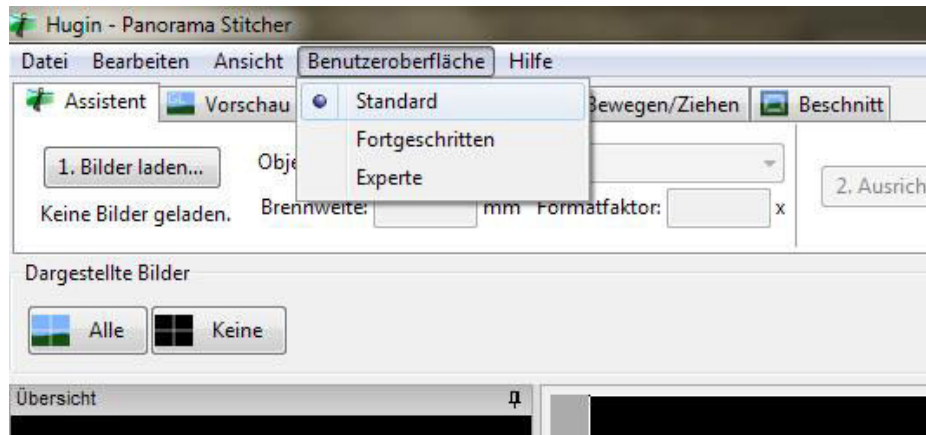 Hugin - Panorama Stitcher
Datei Bearbeiten Ansicht Benutzeroberfläche Hilfe
Assistent Vorschau Bewegen/Ziehen Beschnitt
Standard
Fortgeschritten
Experte
1. Bilder laden... Obje
2. Ausrich
Keine Bilder geladen. Brennweite: mm Formatfaktor: x
Dargestellte Bilder
Alle Keine
Übersicht